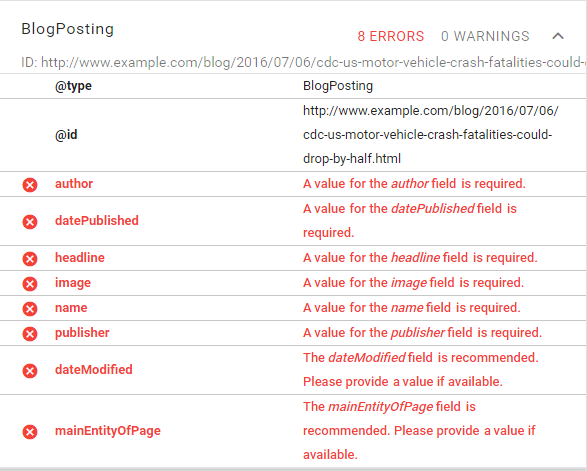 BlogPosting
8 ERRORS 0 WARNINGS
ID: http://www.example.com/blog/2016/07/06/cdc-us-motor-vehicle-crash-fatalities-could-
@type BlogPosting
@id http://www.example.com/blog/2016/07/06/
cdc-us-motor-vehicle-crash-fatalities-could-
drop-by-half.html
author A value for the author field is required.
datePublished A value for the datePublished field is
required.
headline A value for the headline field is required.
image A value for the image field is required.
name A value for the name field is required.
publisher A value for the publisher field is required.
dateModified The dateModified field is recommended.
Please provide a value if available.
mainEntityOfPage The mainEntityOfPage field is
recommended. Please provide a value if
available.